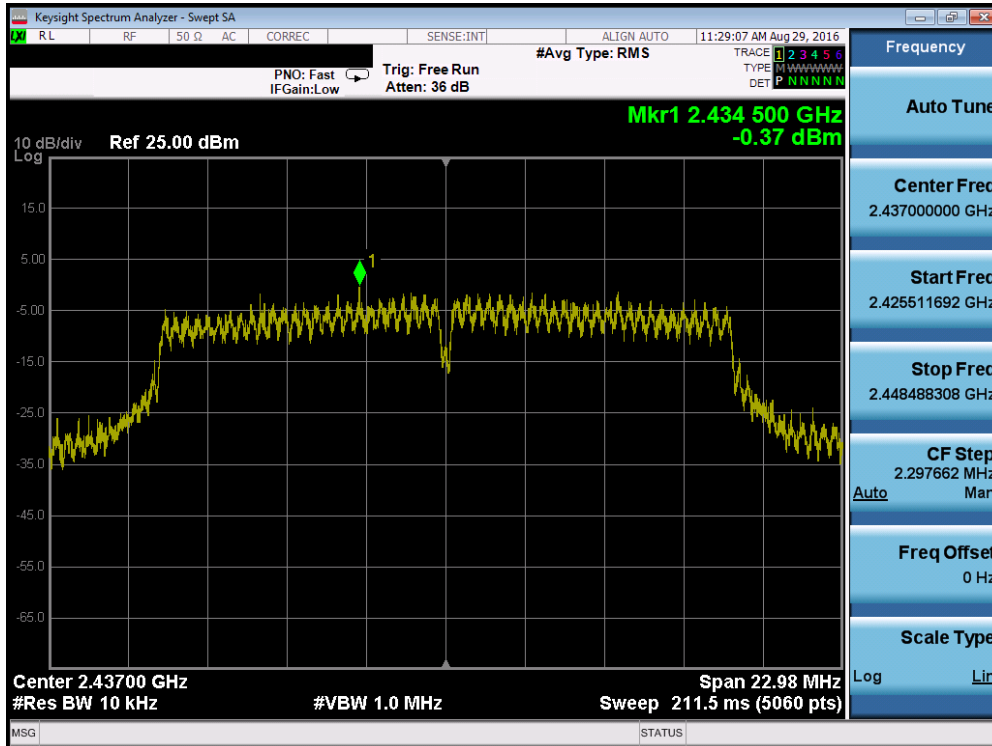 Keysight Spectrum Analyzer - Swept SA
LXI RL RF 50 Ω AC CORREC SENSE:INT ALIGN AUTO 11:29:07 AM Aug 29, 2016
PNO: Fast
IFGain:Low
Trig: Free Run
Atten: 36 dB
#Avg Type: RMS
TRACE 1 2 3 4 5 6
TYPE M WWWWW
DET P N N N N N
Mkr1 2.434 500 GHz
-0.37 dBm
10 dB/div Ref 25.00 dBm
Log
15.0
5.00
-5.00
-15.0
-25.0
-35.0
-45.0
-55.0
-65.0
1
Center 2.43700 GHz Span 22.98 MHz
#Res BW 10 kHz #VBW 1.0 MHz Sweep 211.5 ms (5060 pts)
MSG STATUS
Frequency
Auto Tune
Center Freq
2.437000000 GHz
Start Freq
2.425511692 GHz
Stop Freq
2.448488308 GHz
CF Step
2.297662 MHz
Auto Man
Freq Offset
0 Hz
Scale Type
Log Lin